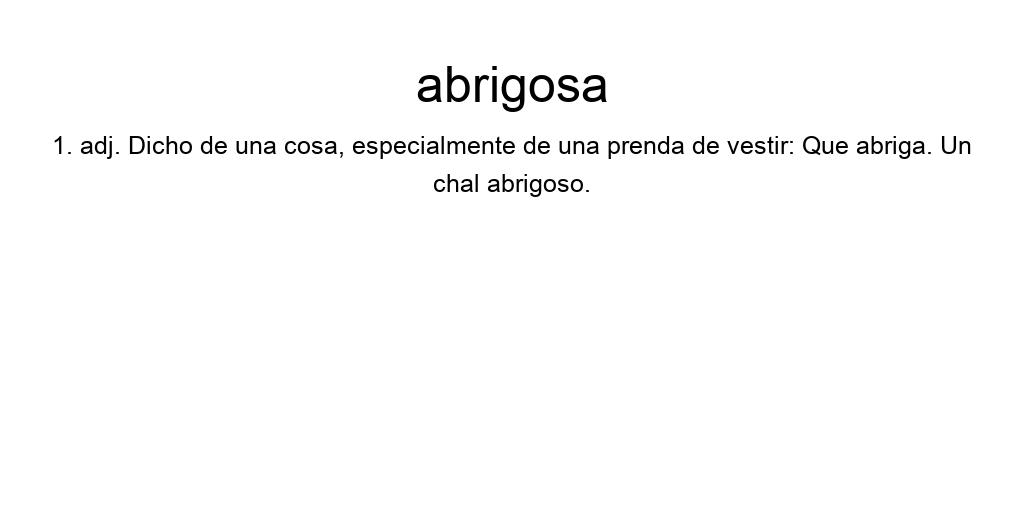 abrigosa
1. adj. Dicho de una cosa, especialmente de una prenda de vestir: Que abriga. Un
chal abrigoso.